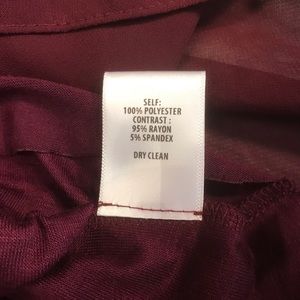 SELF:
100% POLYESTER
CONTRAST :
95% RAYON
5% SPANDEX
DRY CLEAN